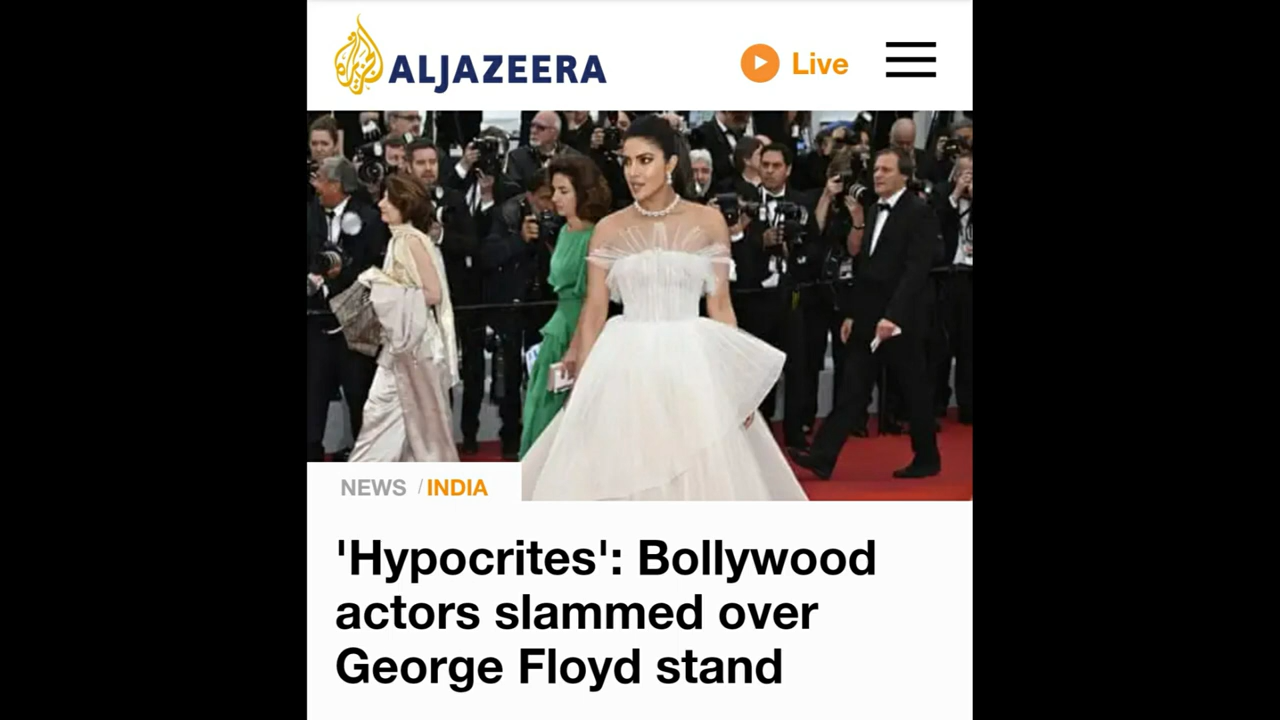 ALJAZEERA
Live
NEWS / INDIA
'Hypocrites': Bollywood
actors slammed over
George Floyd stand